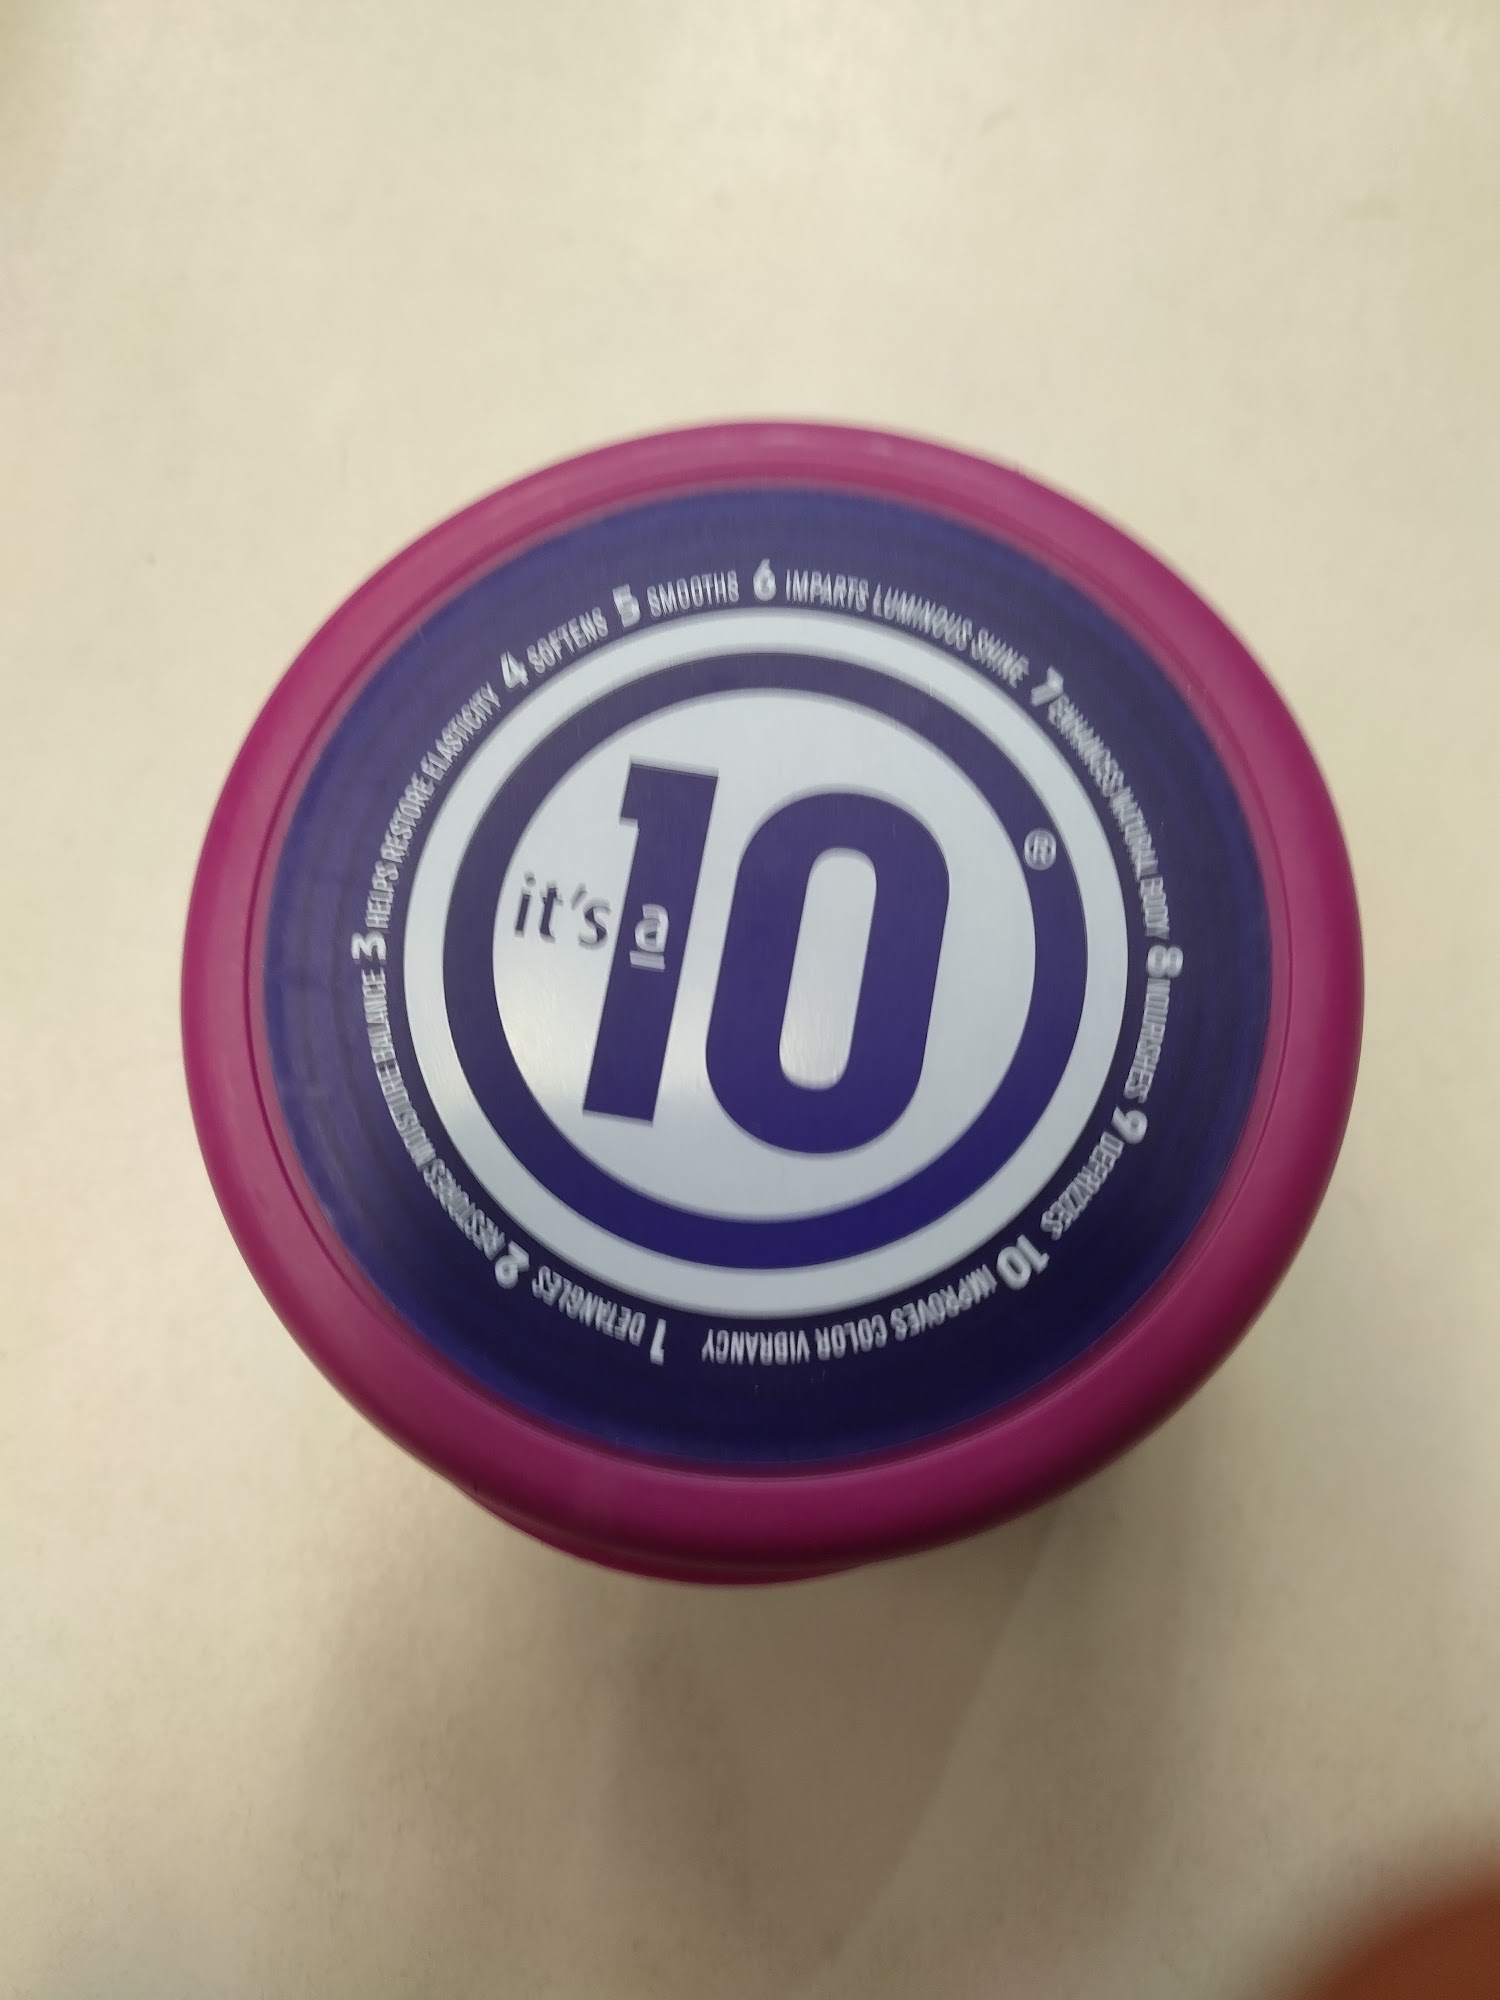 it's a 10®
1 DETANGLES 2 RESTORES MOISTURE BALANCE 3 HELPS RESTORE ELASTICITY 4 SOFTENS 5 SMOOTHS 6 IMPARTS LUMINOUS SHINE 7 ENHANCES NATURAL BODY 8 NOURISHES 9 DEFRIZZES 10 IMPROVES COLOR VIBRANCY